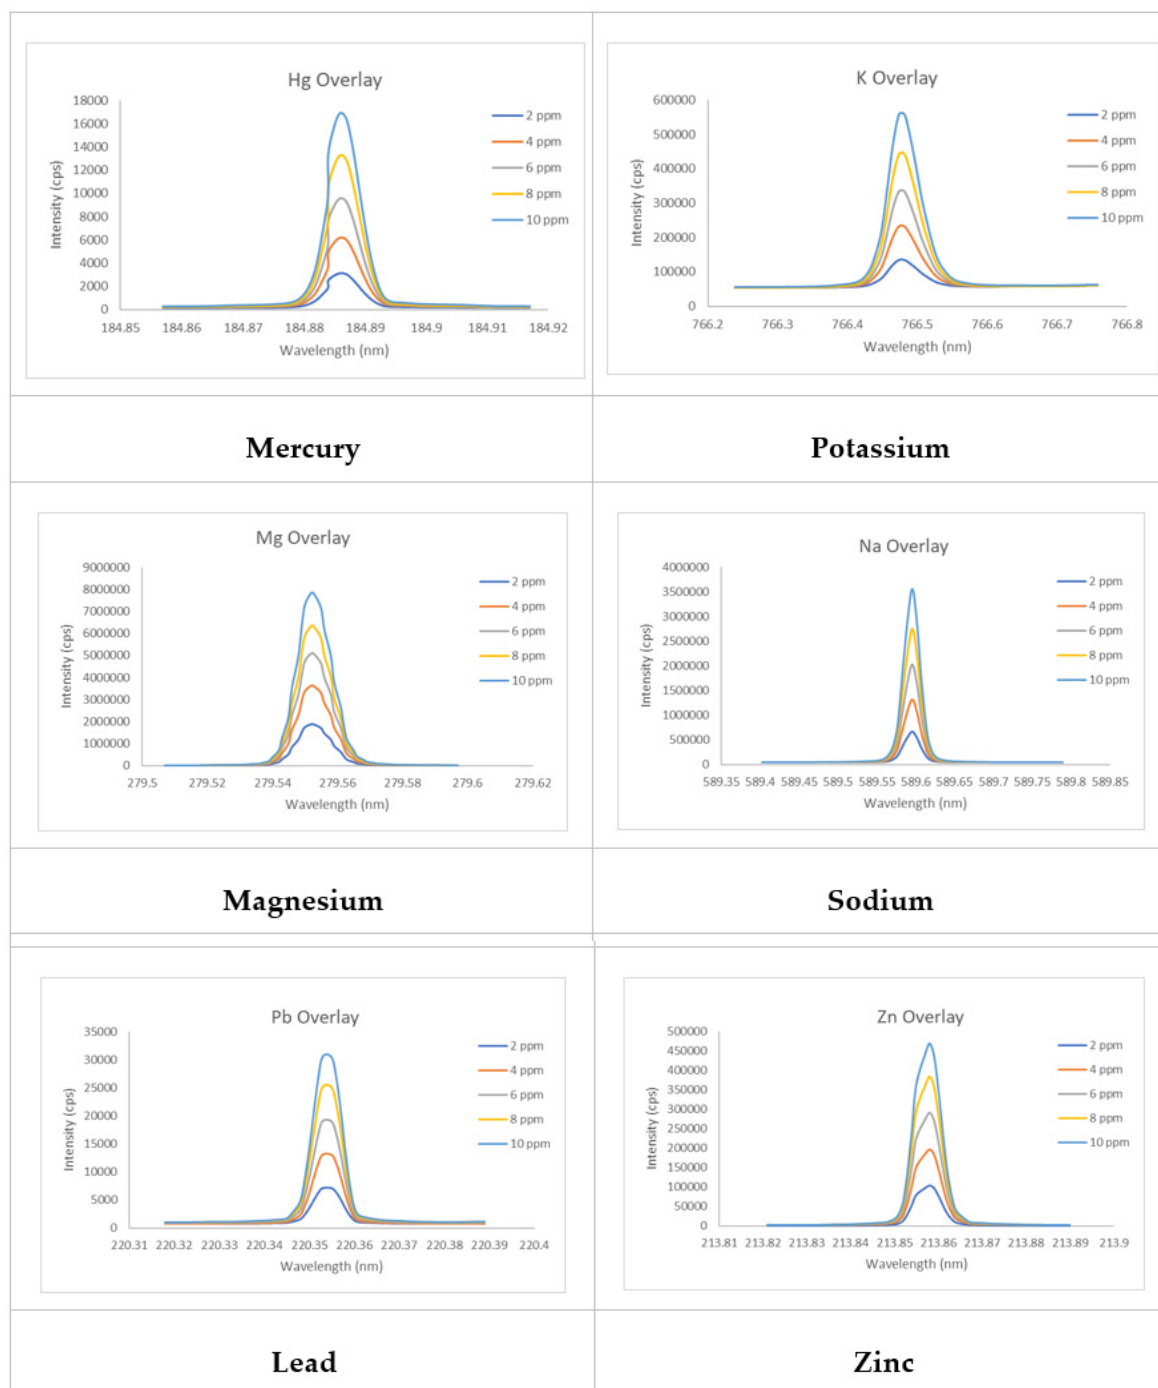 Hg Overlay
18000
16000
14000
12000
10000
8000
6000
4000
2000
0
Intensity (cps)
184.85 184.86 184.87 184.88 184.89 184.9 184.91 184.92
Wavelength (nm)
2 ppm
4 ppm
6 ppm
8 ppm
10 ppm
K Overlay
600000
500000
400000
300000
200000
100000
0
Intensity (cps)
766.2 766.3 766.4 766.5 766.6 766.7 766.8
Wavelength (nm)
2 ppm
4 ppm
6 ppm
8 ppm
10 ppm
Mercury
Potassium
Mg Overlay
9000000
8000000
7000000
6000000
5000000
4000000
3000000
2000000
1000000
0
Intensity (cps)
279.5 279.52 279.54 279.56 279.58 279.6 279.62
Wavelength (nm)
2 ppm
4 ppm
6 ppm
8 ppm
10 ppm
Na Overlay
4000000
3500000
3000000
2500000
2000000
1500000
1000000
500000
0
Intensity (cps)
589.35 589.4 589.45 589.5 589.55 589.6 589.65 589.7 589.75 589.8 589.85
Wavelength (nm)
2 ppm
4 ppm
6 ppm
8 ppm
10 ppm
Magnesium
Sodium
Pb Overlay
35000
30000
25000
20000
15000
10000
5000
0
Intensity (cps)
220.31 220.32 220.33 220.34 220.35 220.36 220.37 220.38 220.39 220.4
Wavelength (nm)
2 ppm
4 ppm
6 ppm
8 ppm
10 ppm
Zn Overlay
500000
450000
400000
350000
300000
250000
200000
150000
100000
50000
0
Intensity (cps)
213.81 213.82 213.83 213.84 213.85 213.86 213.87 213.88 213.89 213.9
Wavelength (nm)
2 ppm
4 ppm
6 ppm
8 ppm
10 ppm
Lead
Zinc